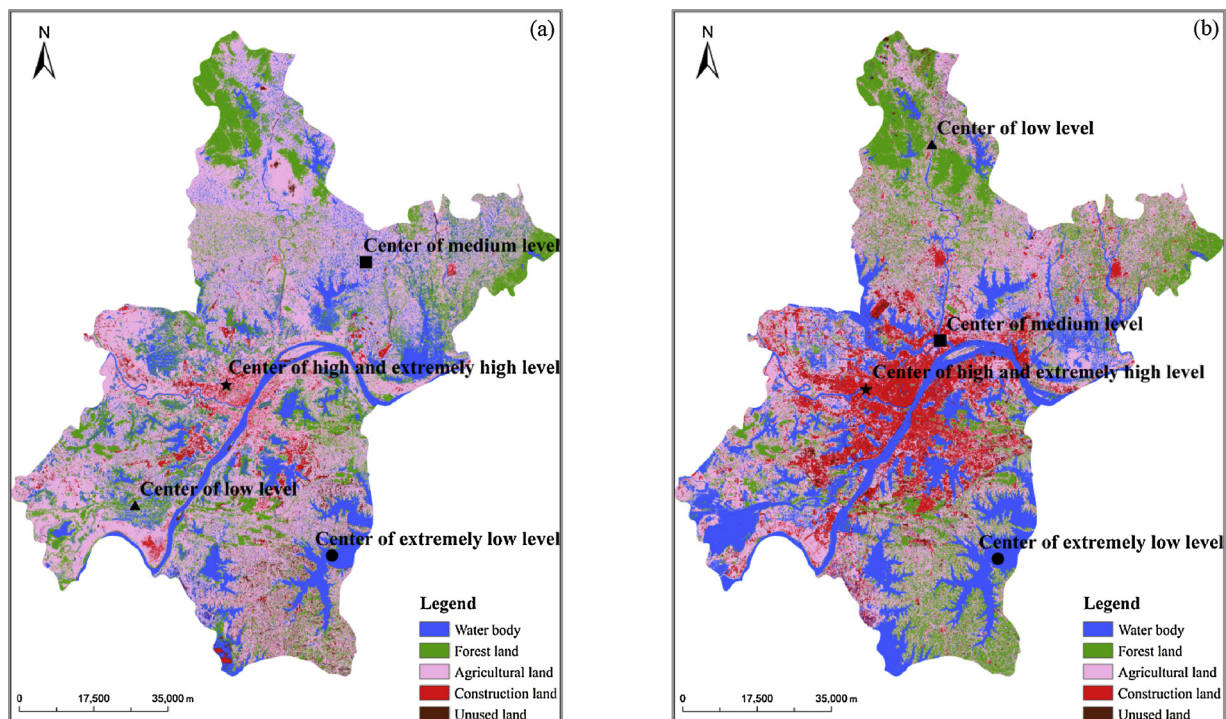 (a)
N
Center of medium level
Center of high and extremely high level
Center of low level
Center of extremely low level
Legend
Water body
Forest land
Agricultural land
Construction land
Unused land
0 17,500 35,000 m
(b)
N
Center of low level
Center of medium level
Center of high and extremely high level
Center of extremely low level
Legend
Water body
Forest land
Agricultural land
Construction land
Unused land
0 17,500 35,000 m